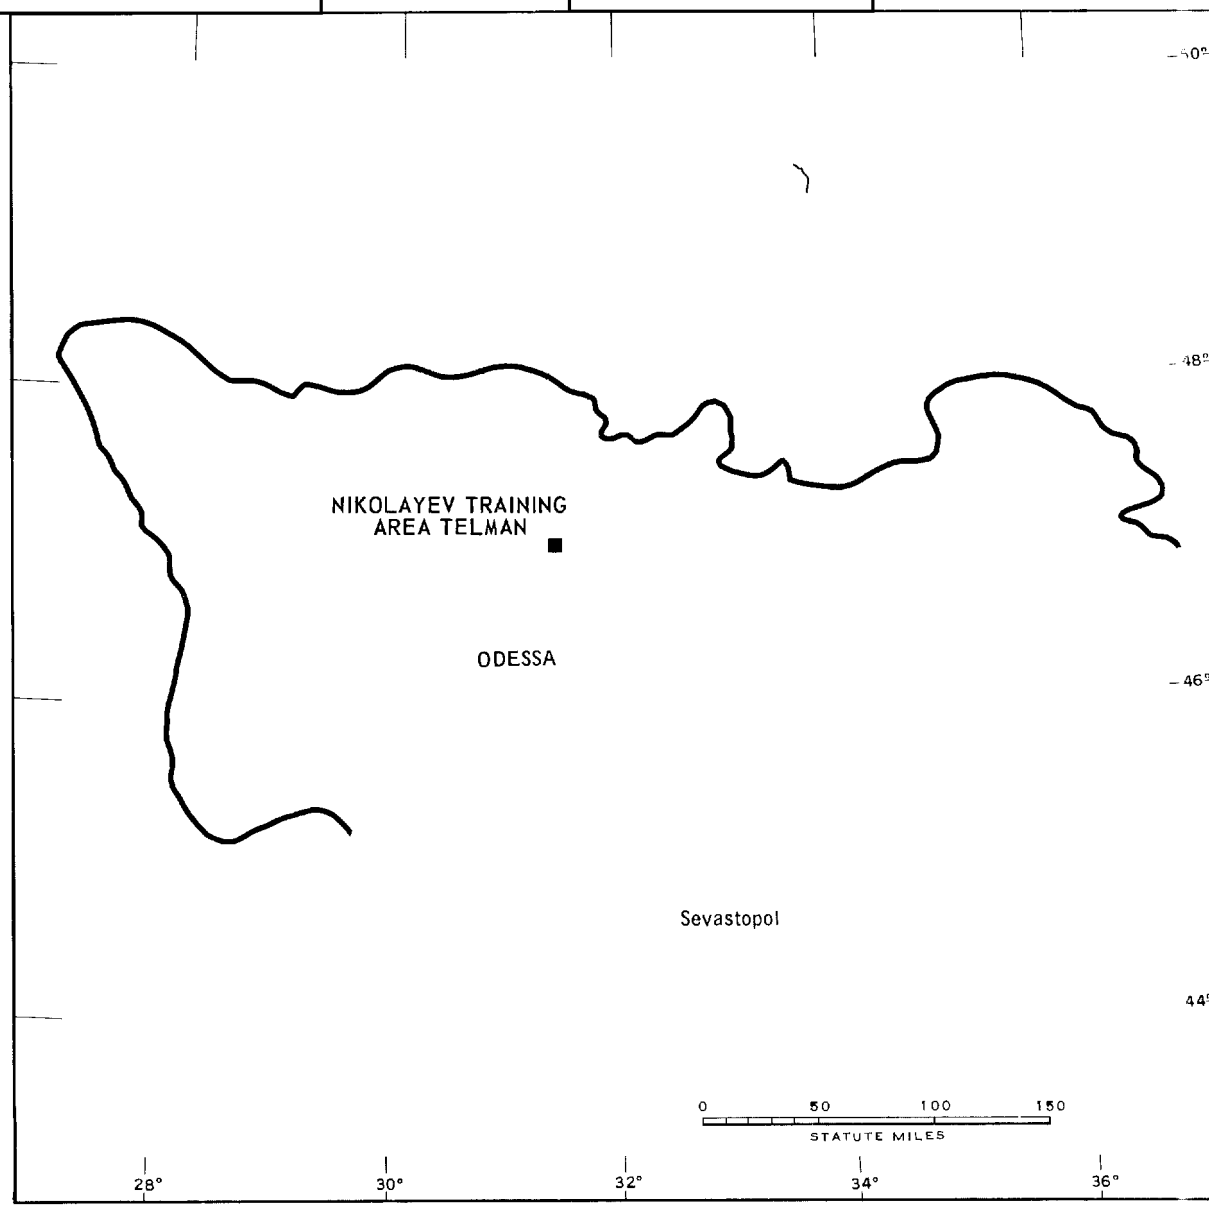 50°
48°
NIKOLAYEV TRAINING
AREA TELMAN
ODESSA
46°
Sevastopol
44°
0 50 100 150
STATUTE MILES
28° 30° 32° 34° 36°